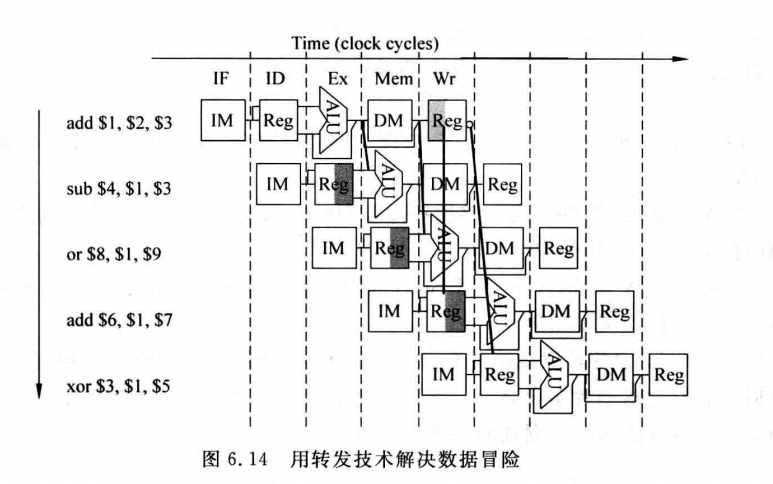 Time (clock cycles)
IF ID Ex Mem Wr
add $1, $2, $3 IM Reg ALU DM Reg
sub $4, $1, $3 IM Reg ALU DM Reg
or $8, $1, $9 IM Reg ALU DM Reg
add $6, $1, $7 IM Reg ALU DM Reg
xor $3, $1, $5 IM Reg ALU DM Reg
图 6.14 用转发技术解决数据冒险